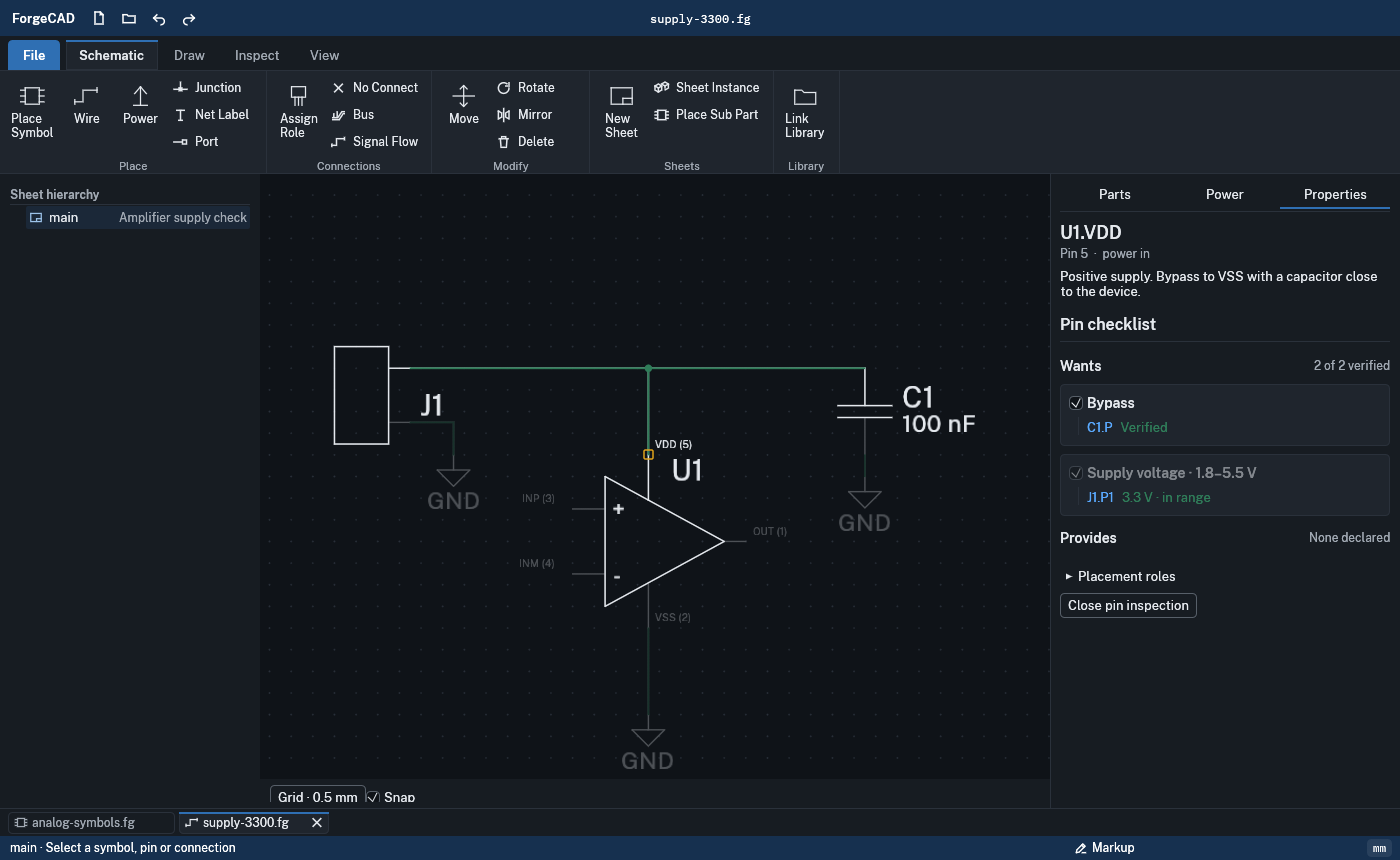 ForgeCAD
supply-3300.fg
File Schematic Draw Inspect View
Place Symbol
Wire
Power
Junction
Net Label
Port
Place
Assign Role
No Connect
Bus
Signal Flow
Connections
Move
Rotate
Mirror
Delete
Modify
New Sheet
Sheet Instance
Place Sub Part
Sheets
Link Library
Library
Sheet hierarchy
main Amplifier supply check
J1
GND
C1
100 nF
GND
VDD (5)
U1
INP (3)
+
OUT (1)
INM (4)
-
VSS (2)
GND
Grid · 0.5 mm Snap
Parts Power Properties
U1.VDD
Pin 5 · power in
Positive supply. Bypass to VSS with a capacitor close
to the device.
Pin checklist
Wants 2 of 2 verified
Bypass
C1.P Verified
Supply voltage · 1.8–5.5 V
J1.P1 3.3 V · in range
Provides None declared
Placement roles
Close pin inspection
analog-symbols.fg supply-3300.fg
main · Select a symbol, pin or connection Markup mm